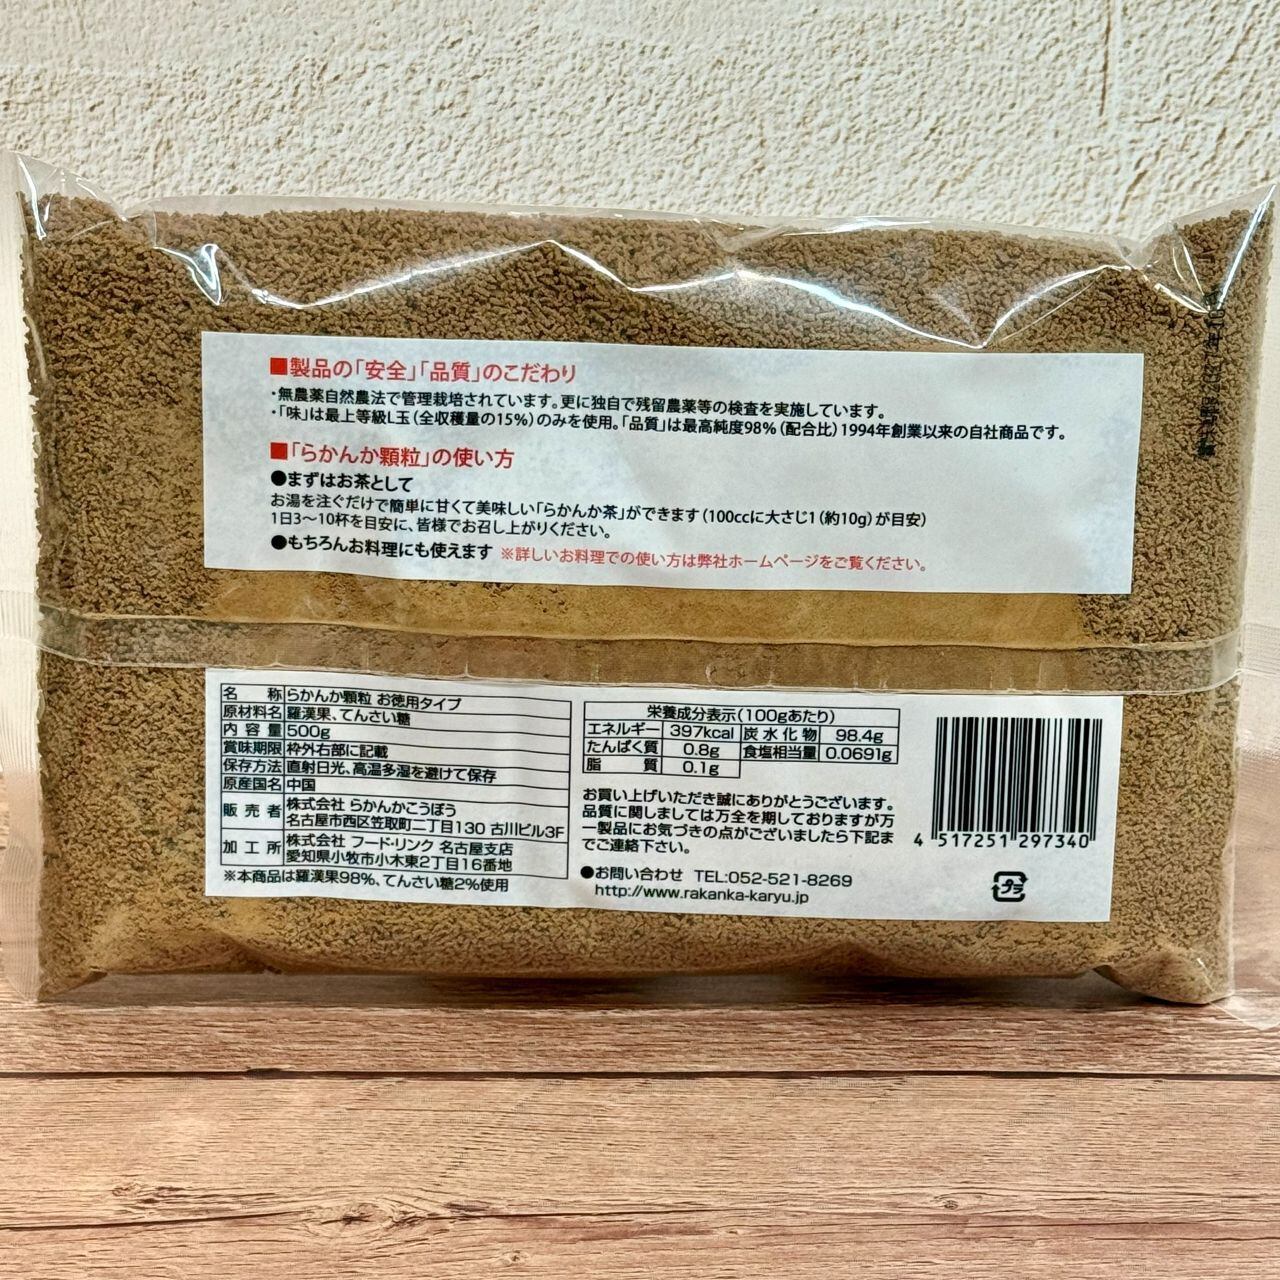 ■製品の「安全」「品質」のこだわり
・無農薬自然農法で管理栽培されています。更に独自で残留農薬等の検査を実施しています。
・「味」は最上等級L玉(全収穫量の15%)のみを使用。「品質」は最高純度98%(配合比)1994年創業以来の自社商品です。
■「らかんか顆粒」の使い方
●まずはお茶として
お湯を注ぐだけで簡単に甘くて美味しい「らかんか茶」ができます(100ccに大さじ1(約10g)が目安)
1日3〜10杯を目安に、皆様でお召し上がりください。
●もちろんお料理にも使えます ※詳しいお料理での使い方は弊社ホームページをご覧ください。
名 称 らかんか顆粒 お徳用タイプ
原材料名 羅漢果、てんさい糖
内 容 量 500g
賞味期限 枠外右部に記載
保存方法 直射日光、高温多湿を避けて保存
原産国名 中国
販 売 者 株式会社 らかんかこうぼう
名古屋市西区笠取町二丁目130 古川ビル3F
加 工 所 株式会社 フード・リンク 名古屋支店
愛知県小牧市小木東2丁目16番地
※本商品は羅漢果98%、てんさい糖2%使用
栄養成分表示(100gあたり)
エネルギー 397kcal 炭水化物 98.4g
たんぱく質 0.8g 食塩相当量 0.0691g
脂 質 0.1g
お買い上げいただき誠にありがとうございます。
品質に関しましては万全を期しておりますが万
一製品にお気づきの点がございましたら下記ま
でご連絡下さい。
●お問い合わせ TEL:052-521-8269
http://www.rakanka-karyu.jp
4 517251 297340
プラ